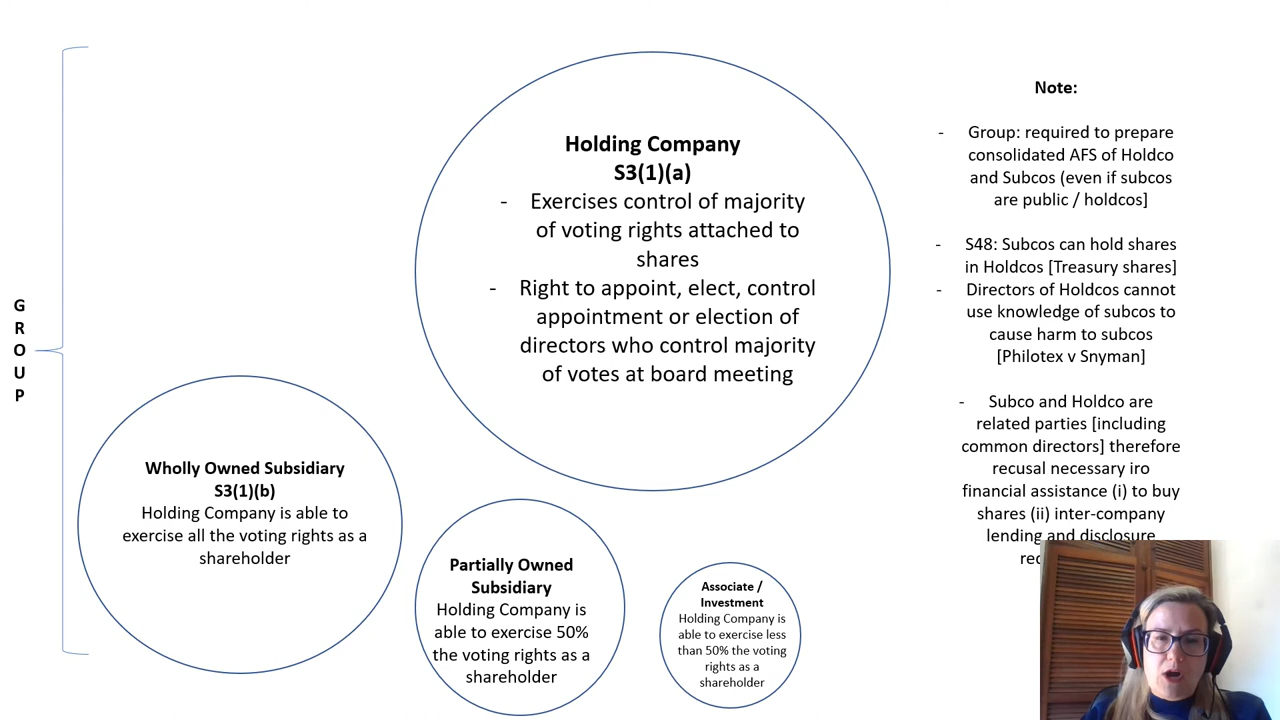 G
R
O
U
P
Holding Company
S3(1)(a)
- Exercises control of majority
of voting rights attached to
shares
- Right to appoint, elect, control
appointment or election of
directors who control majority
of votes at board meeting
Wholly Owned Subsidiary
S3(1)(b)
Holding Company is able to
exercise all the voting rights as a
shareholder
Partially Owned
Subsidiary
Holding Company is
able to exercise 50%
the voting rights as a
shareholder
Associate /
Investment
Holding Company is
able to exercise less
than 50% the voting
rights as a
shareholder
Note:
- Group: required to prepare
consolidated AFS of Holdco
and Subcos (even if subcos
are public / holdcos]
- S48: Subcos can hold shares
in Holdcos [Treasury shares]
- Directors of Holdcos cannot
use knowledge of subcos to
cause harm to subcos
[Philotex v Snyman]
- Subco and Holdco are
related parties [including
common directors] therefore
recusal necessary iro
financial assistance (i) to buy
shares (ii) inter-company
lending and disclosure